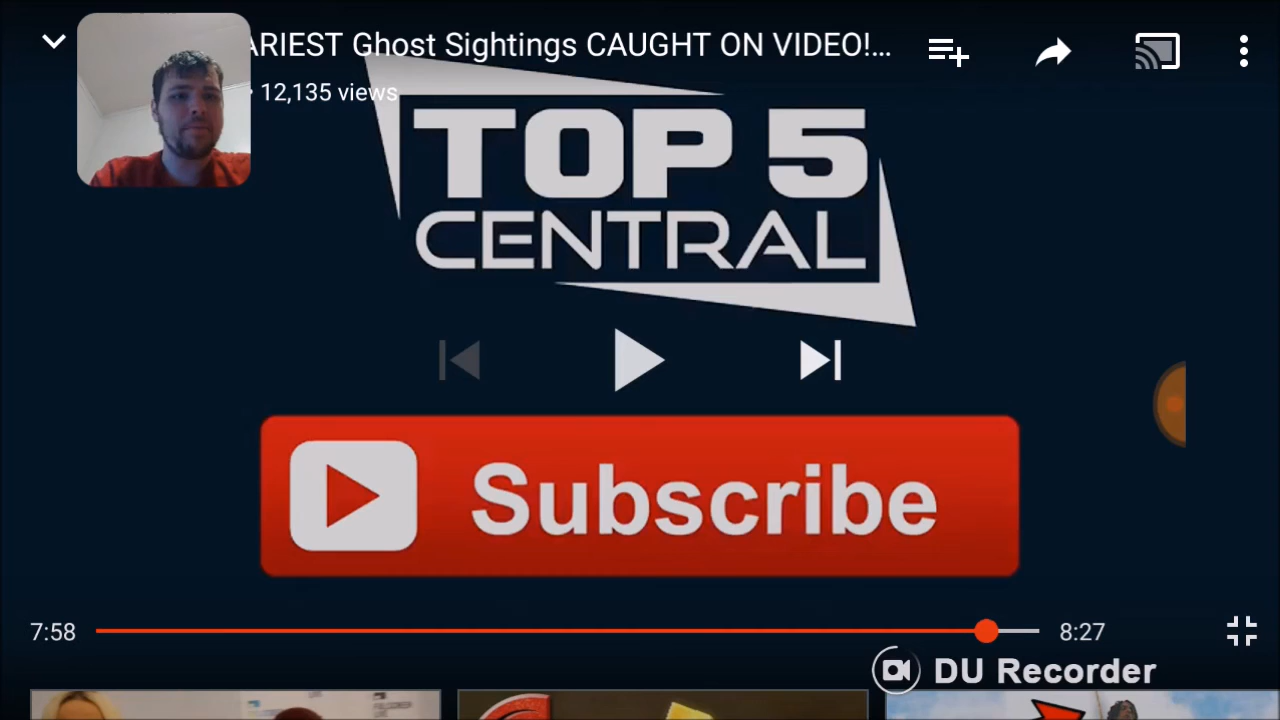 ARIEST Ghost Sightings CAUGHT ON VIDEO!...
· 12,135 views
TOP 5
CENTRAL
Subscribe
7:58
8:27
DU Recorder